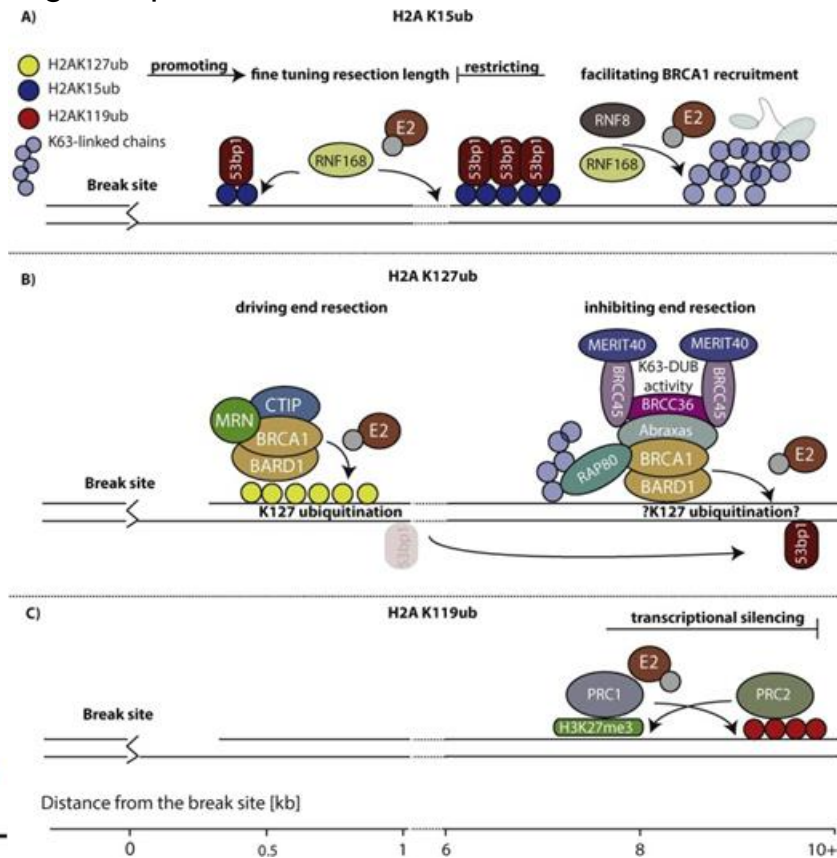 A)
H2A K15ub
H2AK127ub
H2AK15ub
H2AK119ub
K63-linked chains
promoting
fine tuning resection length
restricting
facilitating BRCA1 recruitment
53bp1
RNF168
E2
53bp1
53bp1
53bp1
RNF8
RNF168
E2
Break site
B)
H2A K127ub
driving end resection
inhibiting end resection
MRN
CTIP
BRCA1
BARD1
E2
MERIT40
MERIT40
BRCC45
K63-DUB
activity
BRCC45
BRCC36
Abraxas
RAP80
BRCA1
BARD1
E2
Break site
K127 ubiquitination
?K127 ubiquitination?
53bp1
53bp1
C)
H2A K119ub
transcriptional silencing
E2
PRC1
PRC2
H3K27me3
Break site
Distance from the break site [kb]
0
0.5
1
6
8
10+